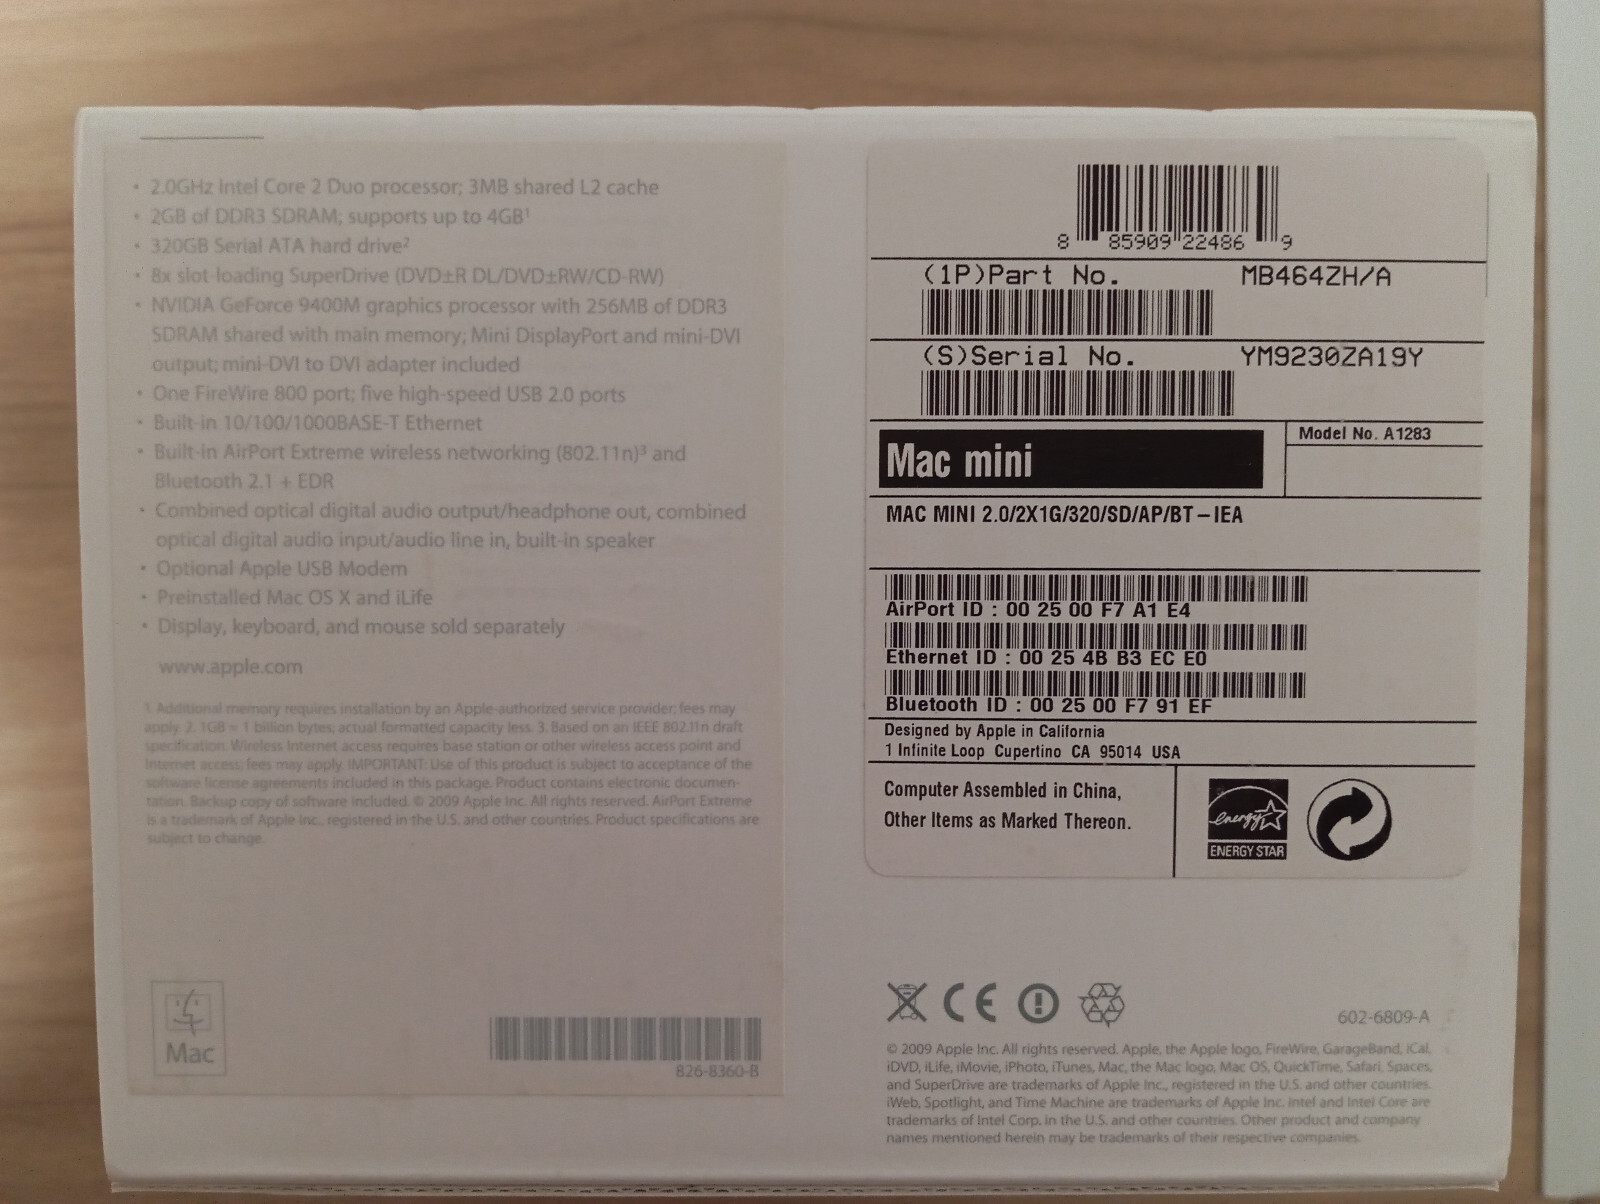 • 2.0GHz Intel Core 2 Duo processor; 3MB shared L2 cache
• 2GB of DDR3 SDRAM; supports up to 4GB¹
• 320GB Serial ATA hard drive²
• 8x slot-loading SuperDrive (DVD±R DL/DVD±RW/CD-RW)
• NVIDIA GeForce 9400M graphics processor with 256MB of DDR3
SDRAM shared with main memory; Mini DisplayPort and mini-DVI
output; mini-DVI to DVI adapter included
• One FireWire 800 port; five high-speed USB 2.0 ports
• Built-in 10/100/1000BASE-T Ethernet
• Built-in AirPort Extreme wireless networking (802.11n)³ and
Bluetooth 2.1 + EDR
• Combined optical digital audio output/headphone out, combined
optical digital audio input/audio line in, built-in speaker
• Optional Apple USB Modem
• Preinstalled Mac OS X and iLife
• Display, keyboard, and mouse sold separately
www.apple.com
1. Additional memory requires installation by an Apple-authorized service provider; fees may
apply. 2. 1GB = 1 billion bytes; actual formatted capacity less. 3. Based on an IEEE 802.11n draft
specification. Wireless Internet access requires base station or other wireless access point and
Internet access; fees may apply. IMPORTANT: Use of this product is subject to acceptance of the
software license agreements included in this package. Product contains electronic documen-
tation. Backup copy of software included. © 2009 Apple Inc. All rights reserved. AirPort Extreme
is a trademark of Apple Inc., registered in the U.S. and other countries. Product specifications are
subject to change.
Mac
826-8360-B
8 85909 22486 9
(1P)Part No. MB464ZH/A
(S)Serial No. YM9230ZA19Y
Mac mini
Model No. A1283
MAC MINI 2.0/2X1G/320/SD/AP/BT-IEA
AirPort ID : 00 25 00 F7 A1 E4
Ethernet ID : 00 25 4B B3 EC E0
Bluetooth ID : 00 25 00 F7 91 EF
Designed by Apple in California
1 Infinite Loop Cupertino CA 95014 USA
Computer Assembled in China,
Other Items as Marked Thereon.
energy
ENERGY STAR
CE
602-6809-A
© 2009 Apple Inc. All rights reserved. Apple, the Apple logo, FireWire, GarageBand, iCal,
iDVD, iLife, iMovie, iPhoto, iTunes, Mac, the Mac logo, Mac OS, QuickTime, Safari, Spaces,
and SuperDrive are trademarks of Apple Inc., registered in the U.S. and other countries.
iWeb, Spotlight, and Time Machine are trademarks of Apple Inc. Intel and Intel Core are
trademarks of Intel Corp. in the U.S. and other countries. Other product and company
names mentioned herein may be trademarks of their respective companies.